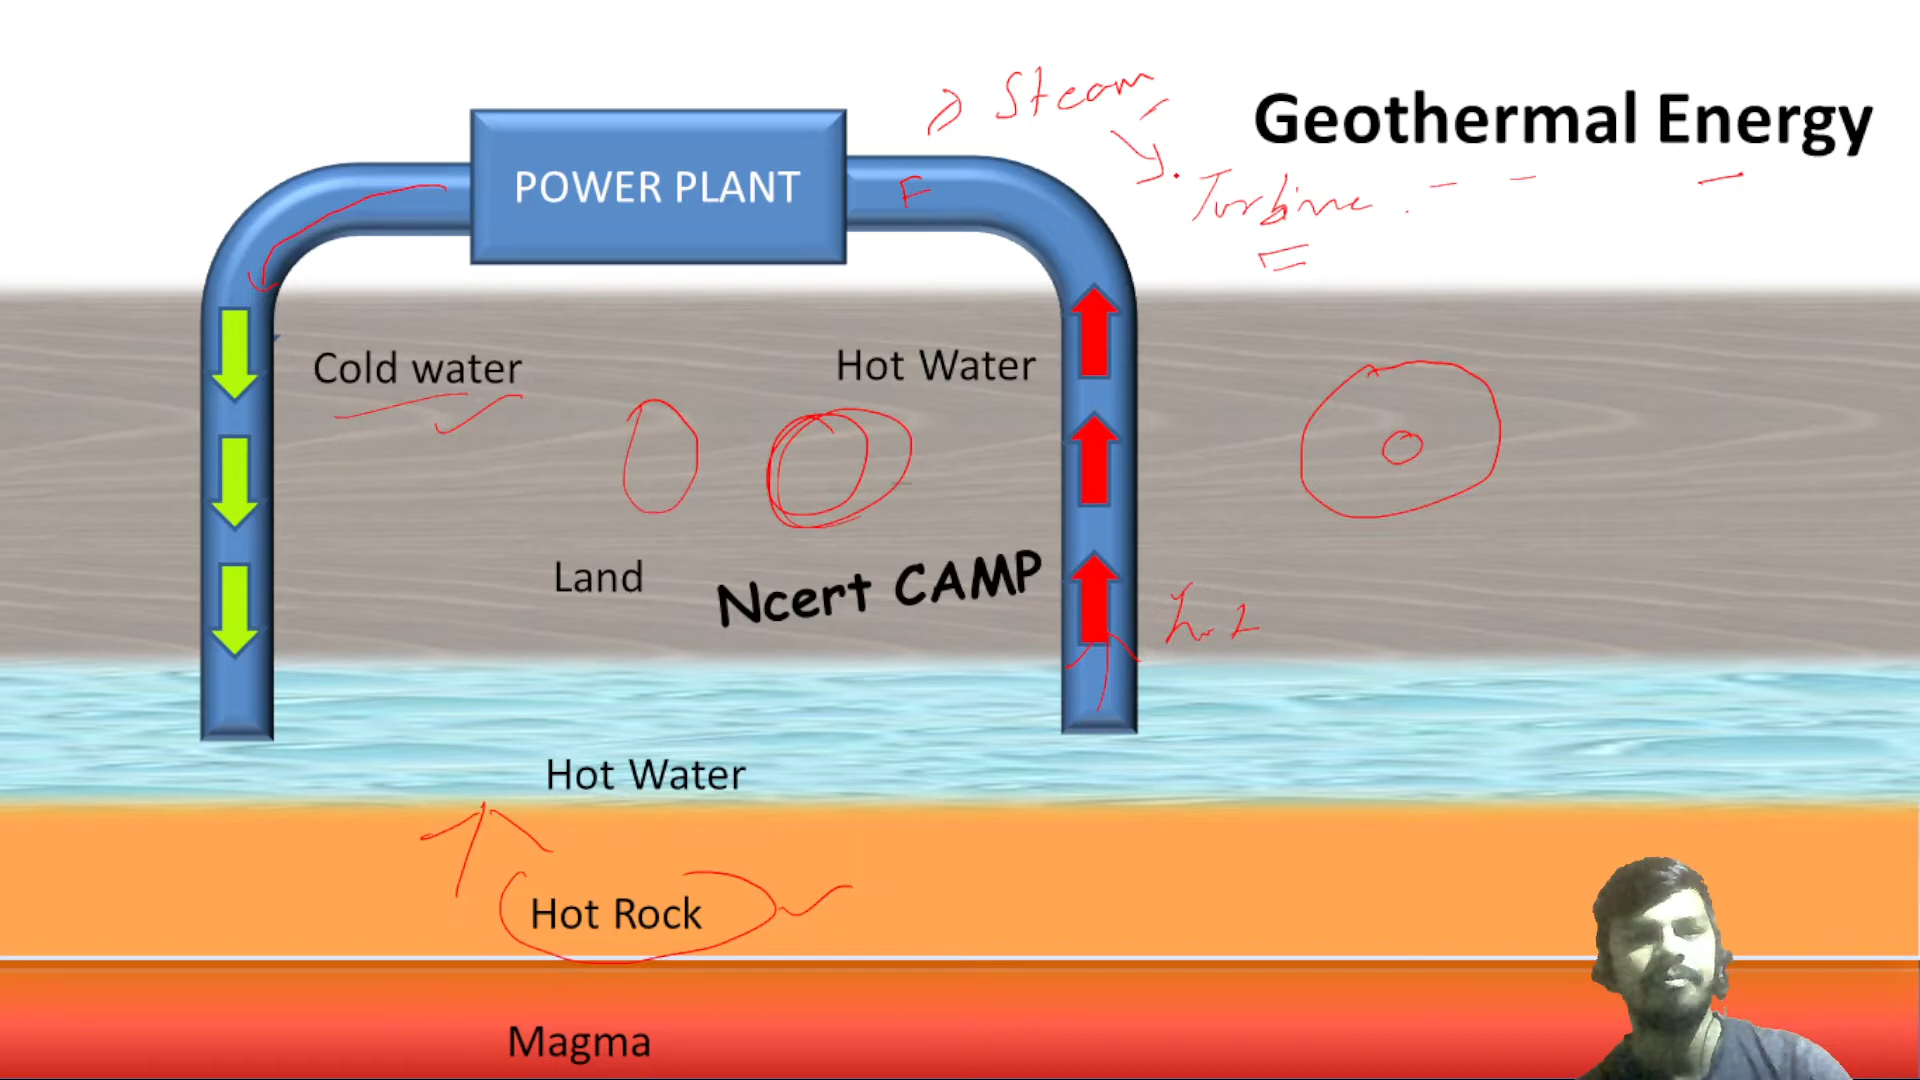 Steam
Geothermal Energy
POWER PLANT
F
Turbine
Cold water
Hot Water
Land
Ncert CAMP
Hot Water
Hot Rock
Magma